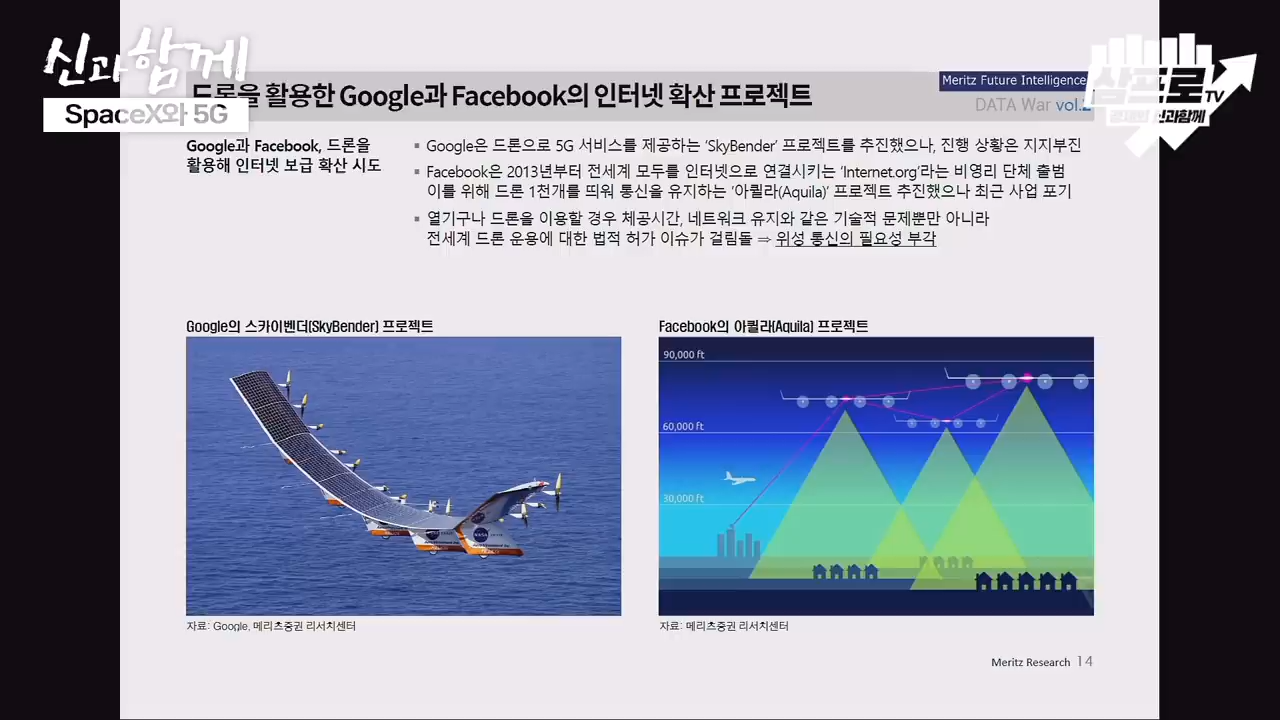 신과함께
SpaceX와 5G
드론을 활용한 Google과 Facebook의 인터넷 확산 프로젝트
Meritz Future Intelligence
DATA War vol.2
삼프로TV
경제의 신과함께
Google과 Facebook, 드론을
활용해 인터넷 보급 확산 시도
▪ Google은 드론으로 5G 서비스를 제공하는 ‘SkyBender’ 프로젝트를 추진했으나, 진행 상황은 지지부진
▪ Facebook은 2013년부터 전세계 모두를 인터넷으로 연결시키는 ‘Internet.org’라는 비영리 단체 출범
이를 위해 드론 1천개를 띄워 통신을 유지하는 ‘아퀼라(Aquila)’ 프로젝트 추진했으나 최근 사업 포기
▪ 열기구나 드론을 이용할 경우 체공시간, 네트워크 유지와 같은 기술적 문제뿐만 아니라
전세계 드론 운용에 대한 법적 허가 이슈가 걸림돌 ⇒ 위성 통신의 필요성 부각
Google의 스카이벤더(SkyBender) 프로젝트
Facebook의 아퀼라(Aquila) 프로젝트
NASA
90,000 ft
60,000 ft
30,000 ft
자료: Google, 메리츠증권 리서치센터
자료: 메리츠증권 리서치센터
Meritz Research 14